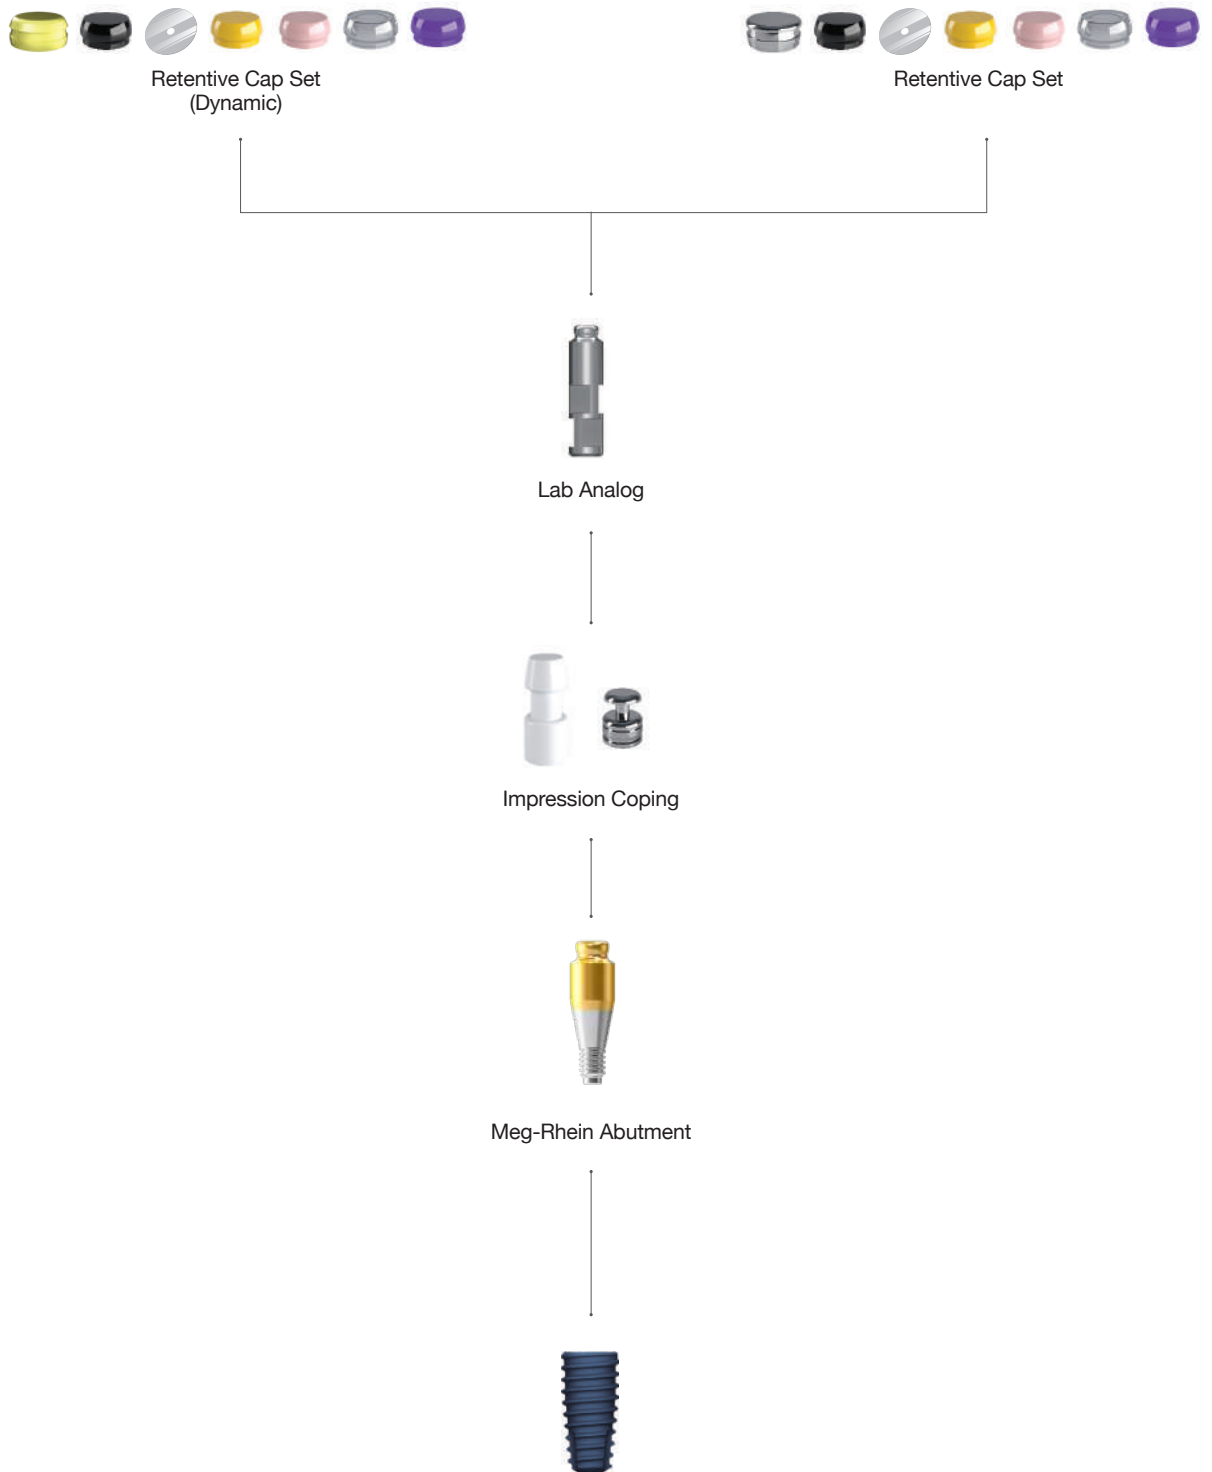 Retentive Cap Set
(Dynamic)
Retentive Cap Set
Lab Analog
Impression Coping
Meg-Rhein Abutment